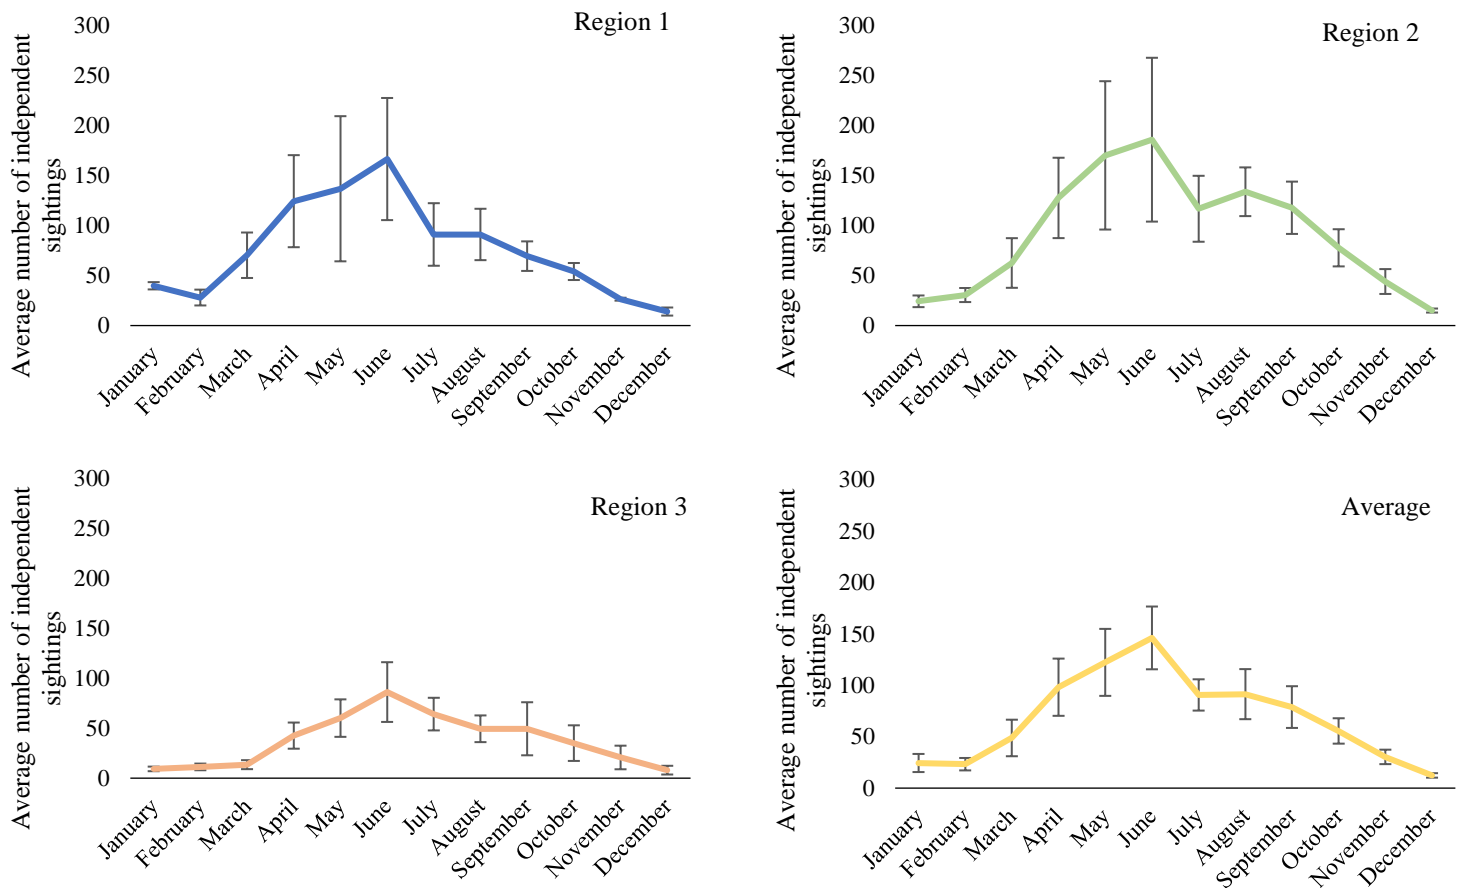 Region 1
Average number of independent
sightings
300
250
200
150
100
50
0
January
February
March
April
May
June
July
August
September
October
November
December
Region 2
Average number of independent
sightings
300
250
200
150
100
50
0
January
February
March
April
May
June
July
August
September
October
November
December
Region 3
Average number of independent
sightings
300
250
200
150
100
50
0
January
February
March
April
May
June
July
August
September
October
November
December
Average
Average number of independent
sightings
300
250
200
150
100
50
0
January
February
March
April
May
June
July
August
September
October
November
December